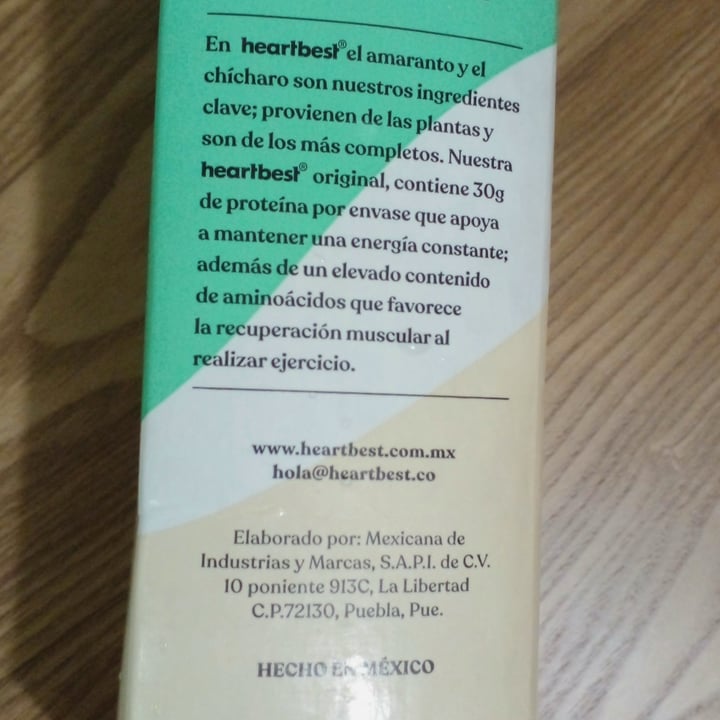 En heartbest® el amaranto y el
chícharo son nuestros ingredientes
clave; provienen de las plantas y
son de los más completos. Nuestra
heartbest® original, contiene 30g
de proteína por envase que apoya
a mantener una energía constante;
además de un elevado contenido
de aminoácidos que favorece
la recuperación muscular al
realizar ejercicio.
www.heartbest.com.mx
hola@heartbest.co
Elaborado por: Mexicana de
Industrias y Marcas, S.A.P.I. de C.V.
10 poniente 913C, La Libertad
C.P.72130, Puebla, Pue.
HECHO EN MÉXICO